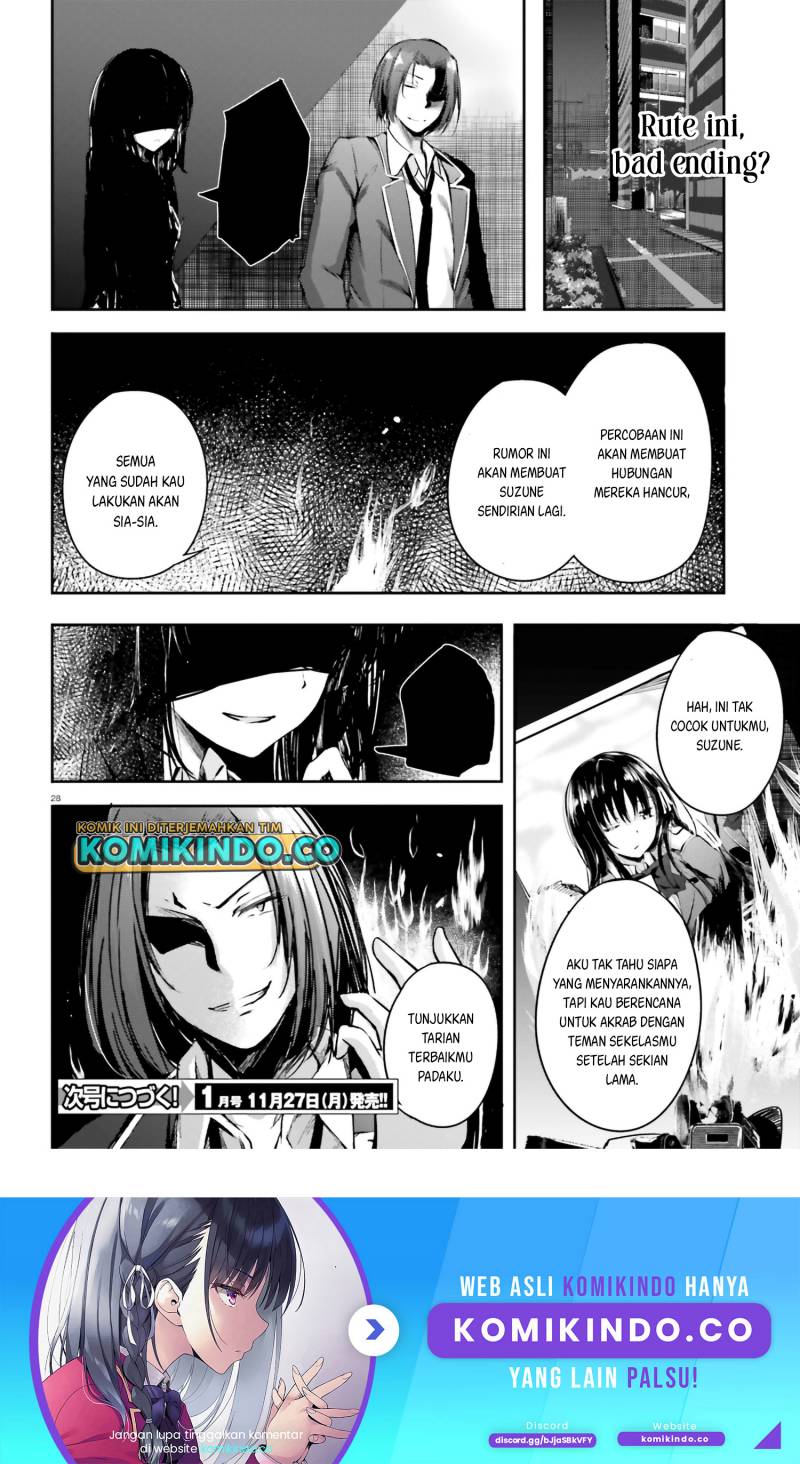 Rute ini,
bad ending?
PERCOBAAN INI
AKAN MEMBUAT
HUBUNGAN
MEREKA HANCUR,
RUMOR INI
AKAN MEMBUAT
SUZUNE
SENDIRIAN LAGI.
SEMUA
YANG SUDAH KAU
LAKUKAN AKAN
SIA-SIA.
HAH, INI TAK
COCOK UNTUKMU,
SUZUNE.
AKU TAK TAHU SIAPA
YANG MENYARANKANNYA,
TAPI KAU BERENCANA
UNTUK AKRAB DENGAN
TEMAN SEKELASMU
SETELAH SEKIAN
LAMA.
28
KOMIK INI DITERJEMAHKAN TIM
KOMIKINDO.CO
TUNJUKKAN
TARIAN
TERBAIKMU
PADAKU.
次号につづく! 1月号 11月27日(月)発売!!
WEB ASLI KOMIKINDO HANYA
KOMIKINDO.CO
YANG LAIN PALSU!
Jangan lupa tinggalkan komentar
di website komikindo.co
Discord
discord.gg/bJjaSBkVFY
Website
komikindo.co